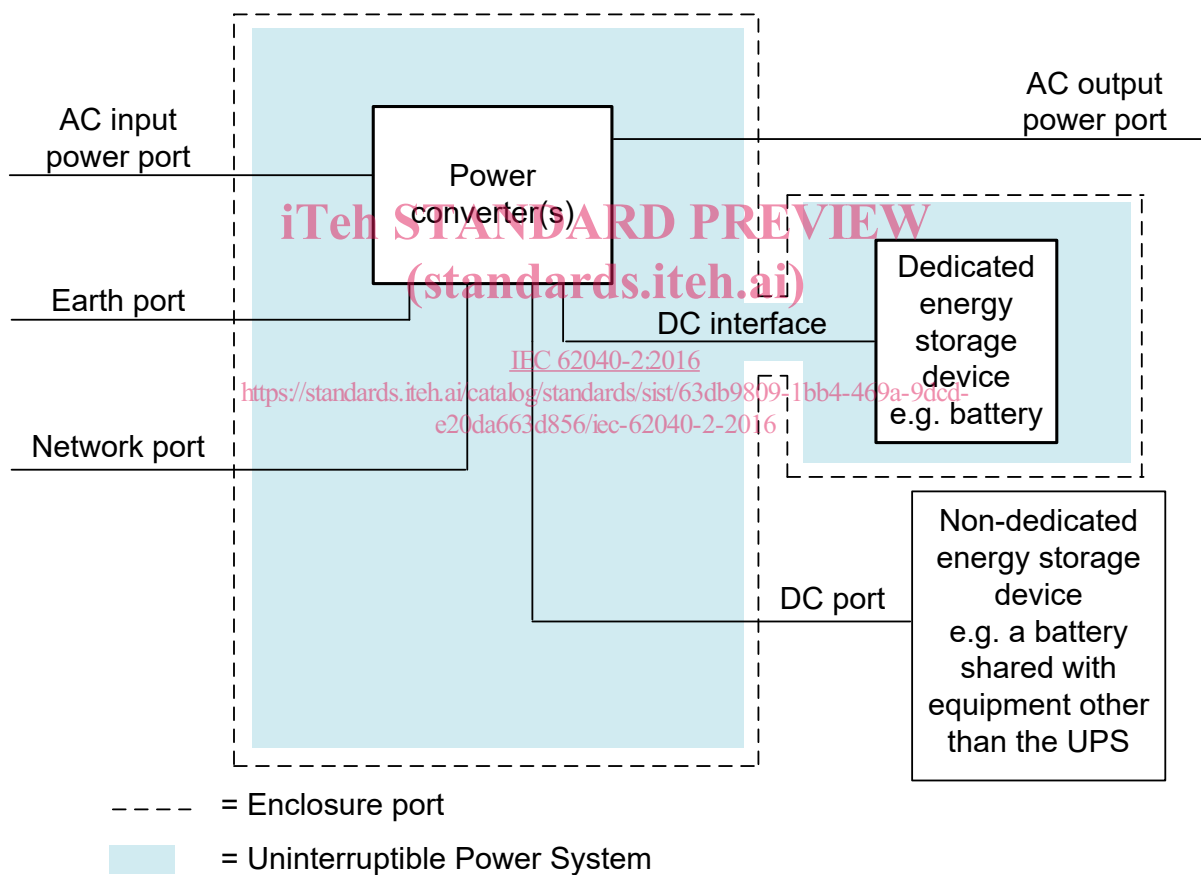 AC input
power port
AC output
power port
Power
converter(s)
iTeh STANDARD PREVIEW
(standards.iteh.ai)
Earth port
DC interface
Dedicated
energy
storage
device
e.g. battery
IEC 62040-2:2016
https://standards.iteh.ai/catalog/standards/sist/63db9809-1bb4-469a-9dcd-
e20da663d856/iec-62040-2-2016
Network port
DC port
Non-dedicated
energy storage
device
e.g. a battery
shared with
equipment other
than the UPS
= Enclosure port
= Uninterruptible Power System